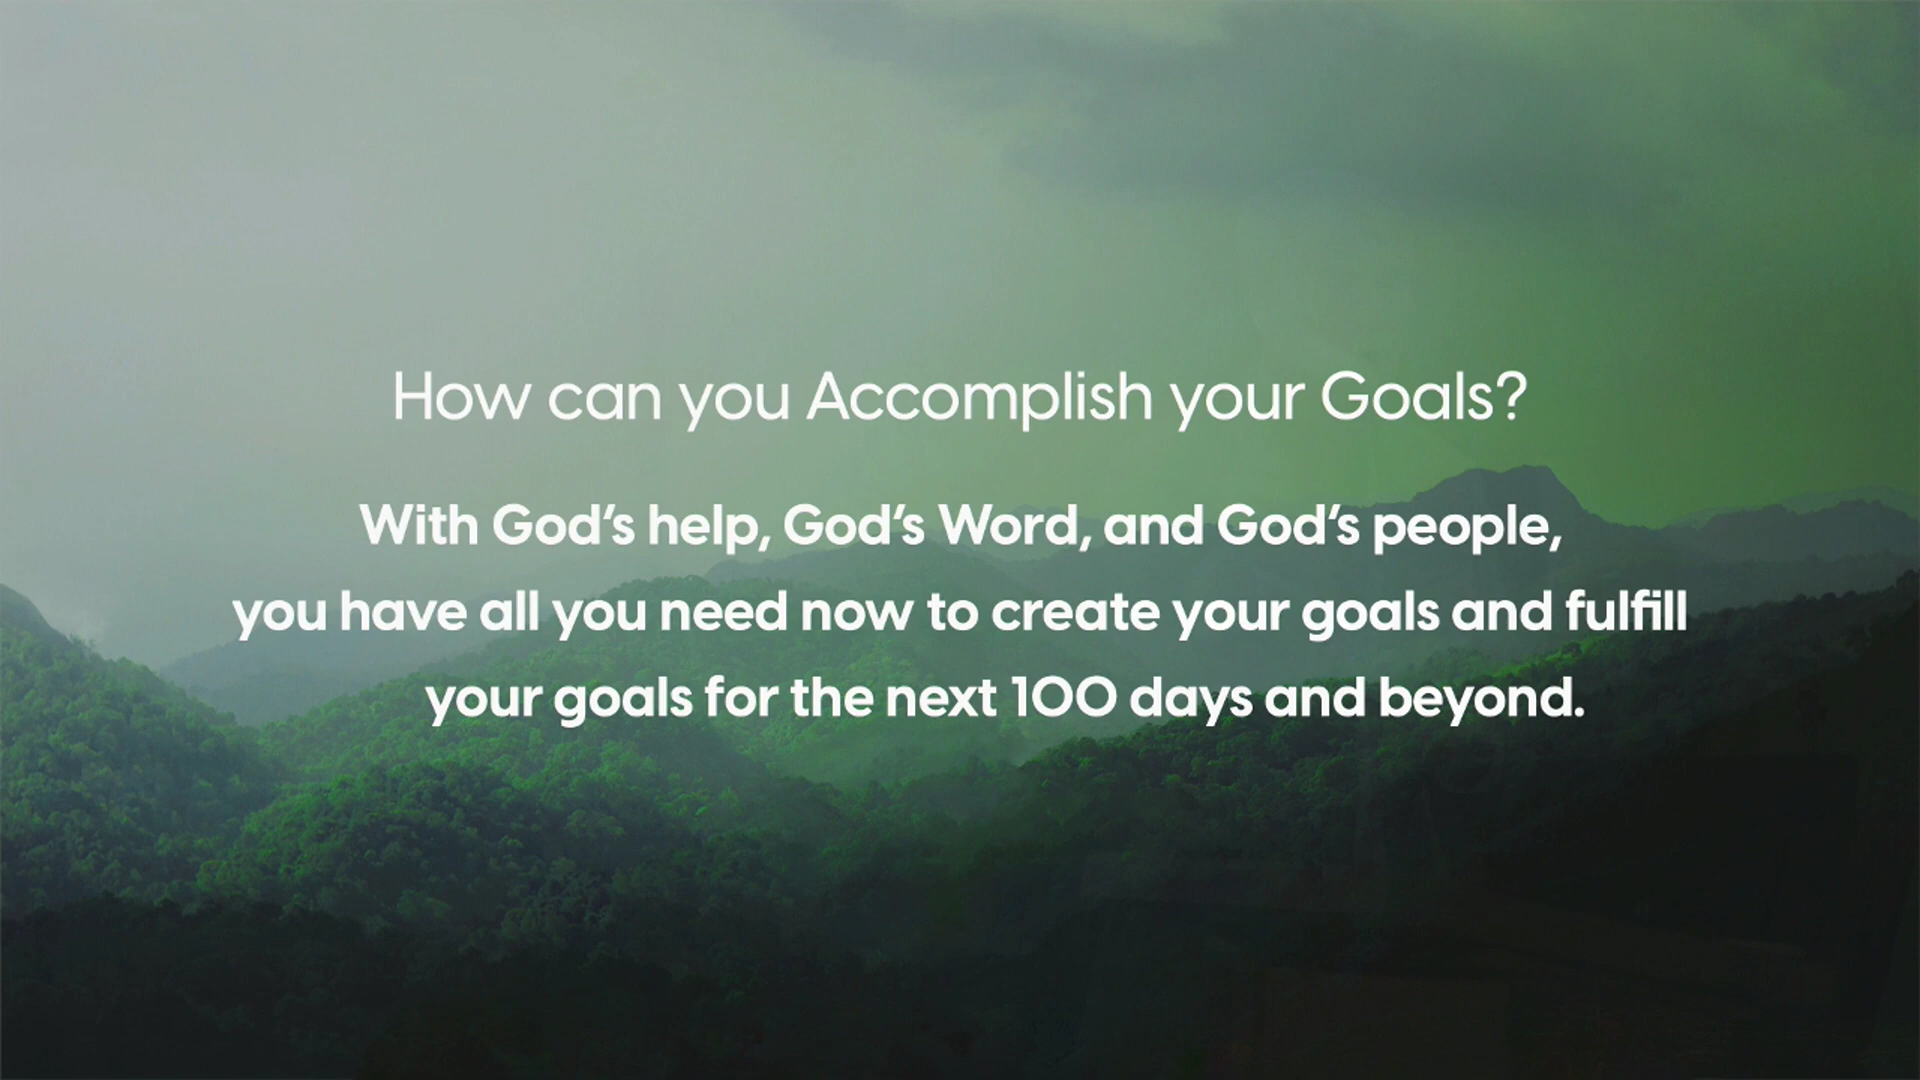 How can you Accomplish your Goals?
With God’s help, God’s Word, and God’s people,
you have all you need now to create your goals and fulfill
your goals for the next 100 days and beyond.